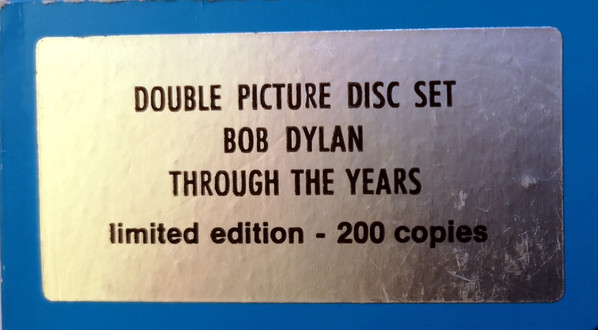 DOUBLE PICTURE DISC SET
BOB DYLAN
THROUGH THE YEARS
limited edition - 200 copies